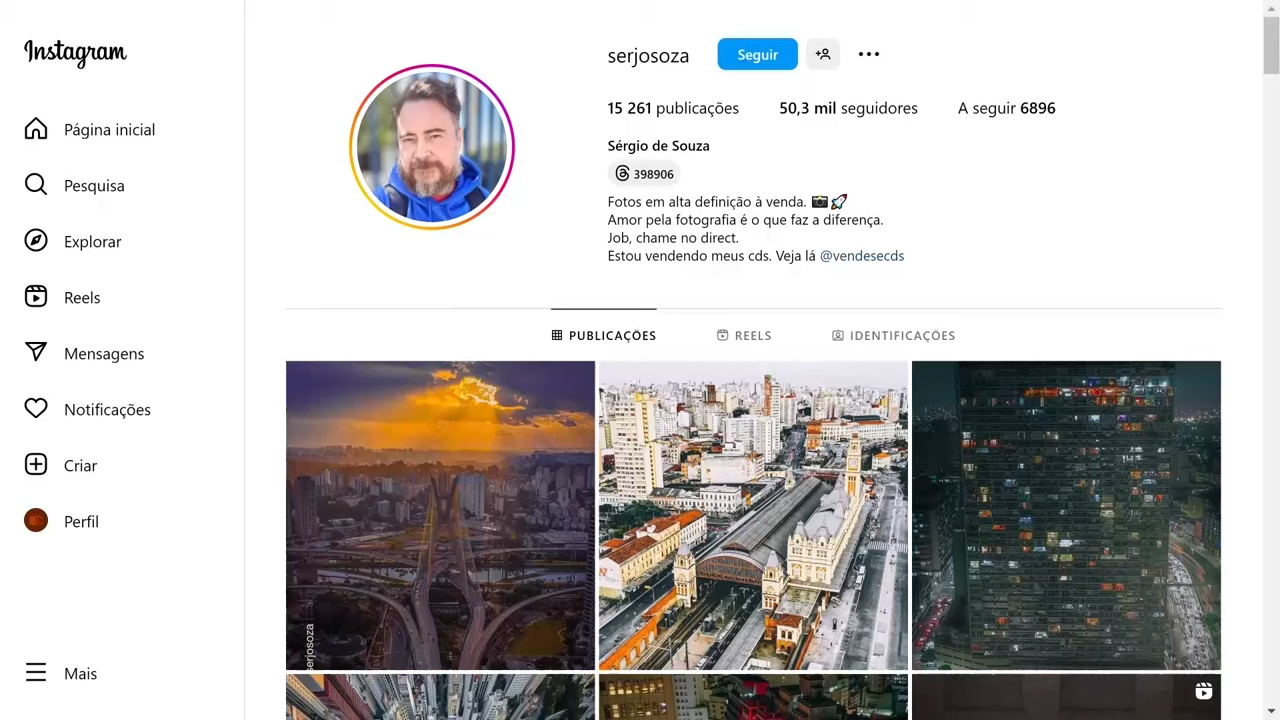 Instagram
Página inicial
Pesquisa
Explorar
Reels
Mensagens
Notificações
Criar
Perfil
Mais
serjosoza
Seguir
15 261 publicações
50,3 mil seguidores
A seguir 6896
Sérgio de Souza
398906
Fotos em alta definição à venda. 📷🚀
Amor pela fotografia é o que faz a diferença.
Job, chame no direct.
Estou vendendo meus cds. Veja lá @vendesecds
PUBLICAÇÕES
REELS
IDENTIFICAÇÕES
serjosoza